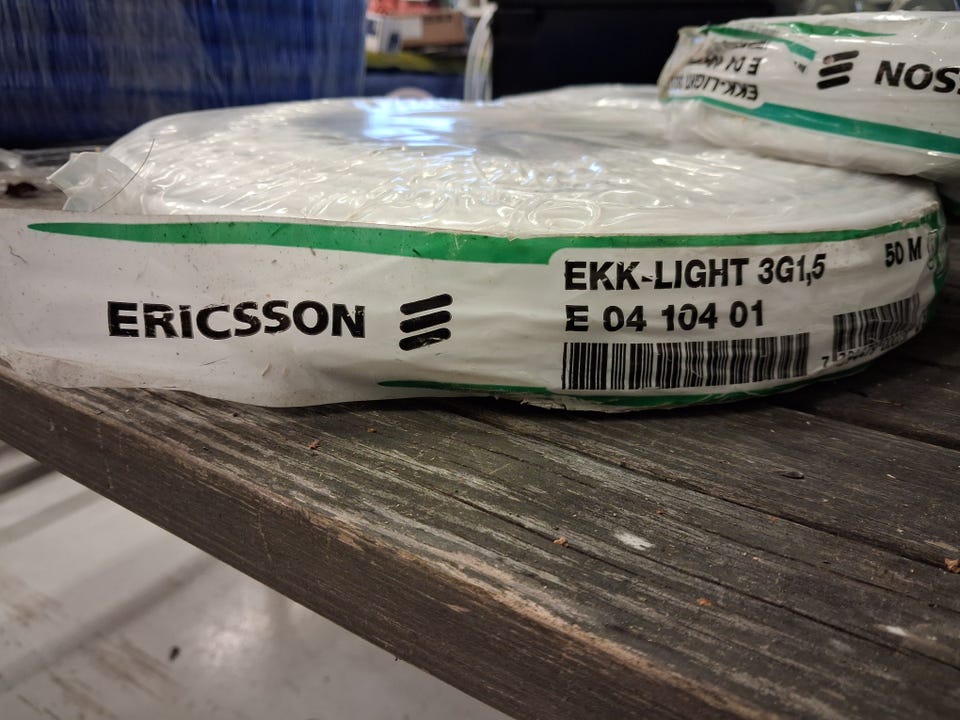 ERICSSON
EKK-LIGHT 3G1,5
50 M
E 04 104 01